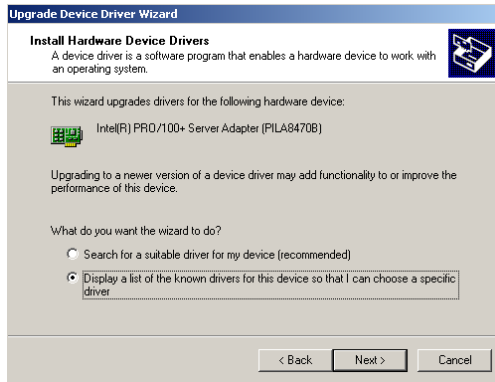 Upgrade Device Driver Wizard
Install Hardware Device Drivers
A device driver is a software program that enables a hardware device to work with
an operating system.
This wizard upgrades drivers for the following hardware device:
Intel(R) PRO/100+ Server Adapter (PILA8470B)
Upgrading to a newer version of a device driver may add functionality to or improve the
performance of this device.
What do you want the wizard to do?
Search for a suitable driver for my device (recommended)
Display a list of the known drivers for this device so that I can choose a specific
driver
< Back Next > Cancel